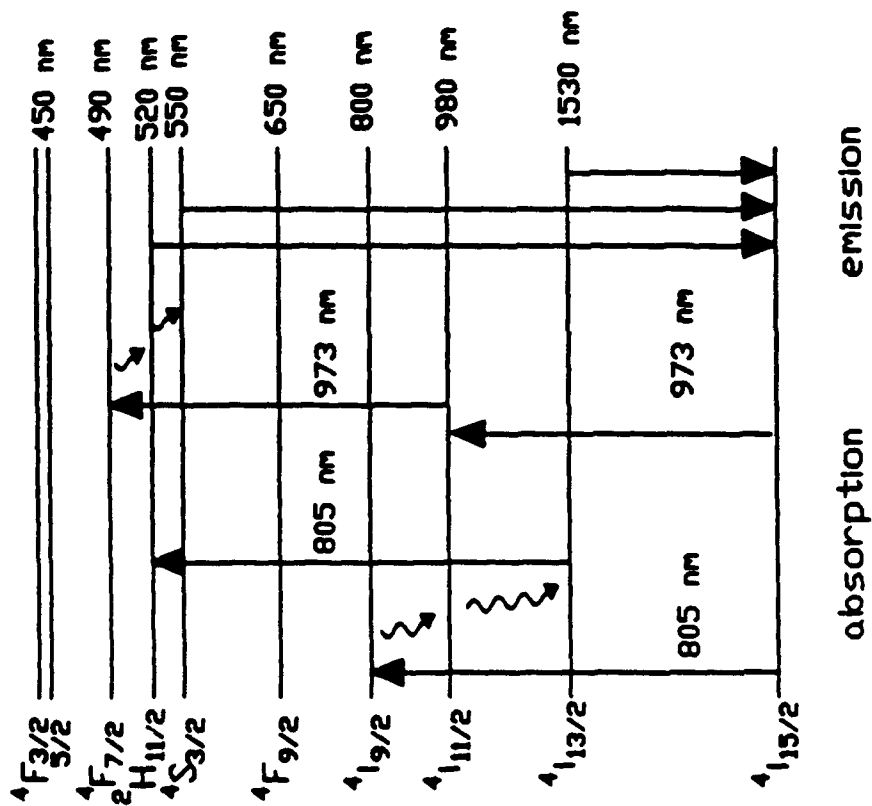 ⁴F3/2
5/2
450 nm
⁴F7/2
490 nm
²H11/2
520 nm
⁴S3/2
550 nm
⁴F9/2
650 nm
⁴I9/2
800 nm
⁴I11/2
980 nm
⁴I13/2
1530 nm
⁴I15/2
805 nm
973 nm
805 nm
973 nm
absorption
emission